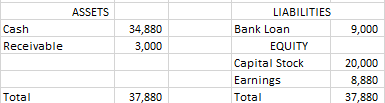 ASSETS LIABILITIES
Cash 34,880 Bank Loan 9,000
Receivable 3,000 EQUITY
Capital Stock 20,000
Earnings 8,880
Total 37,880 Total 37,880